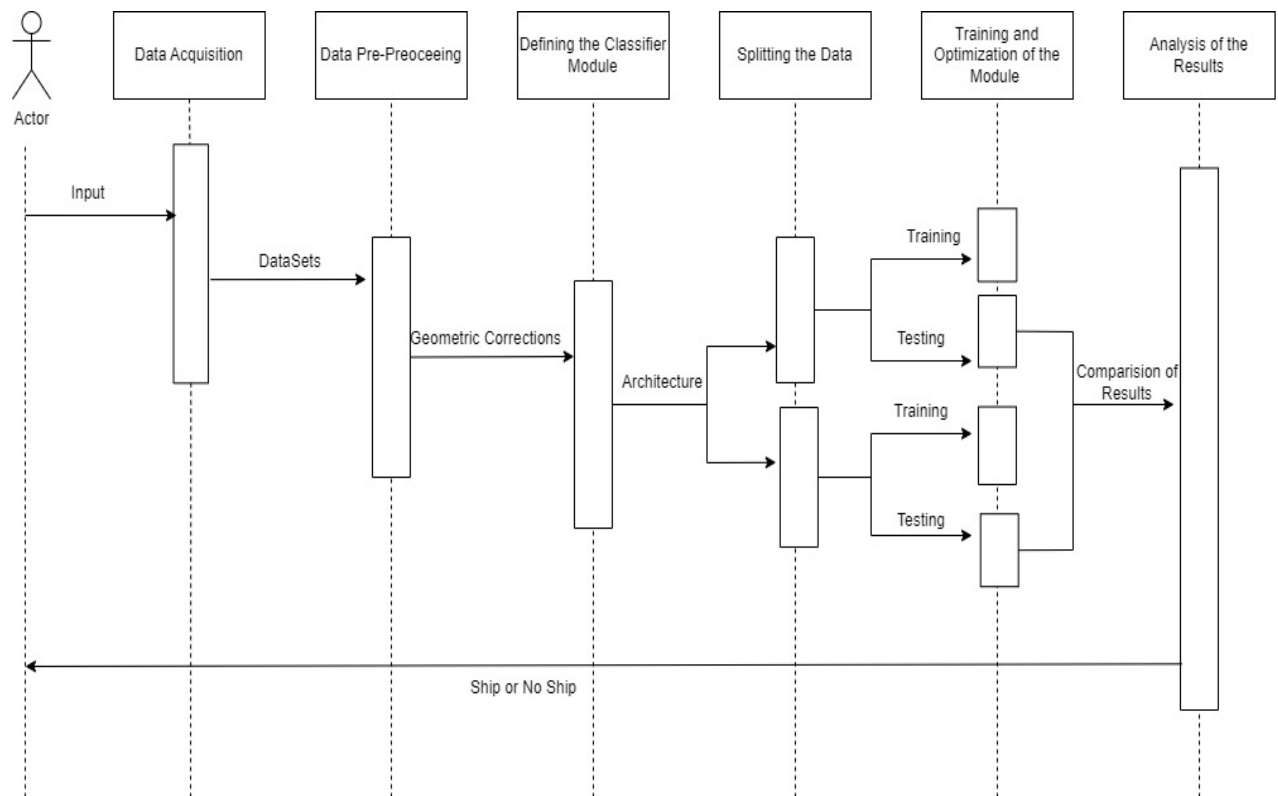 Actor
Data Acquisition
Data Pre-Preoceeing
Defining the Classifier
Module
Splitting the Data
Training and
Optimization of the
Module
Analysis of the
Results
Input
DataSets
Geometric Corrections
Architecture
Training
Testing
Training
Testing
Comparision of
Results
Ship or No Ship